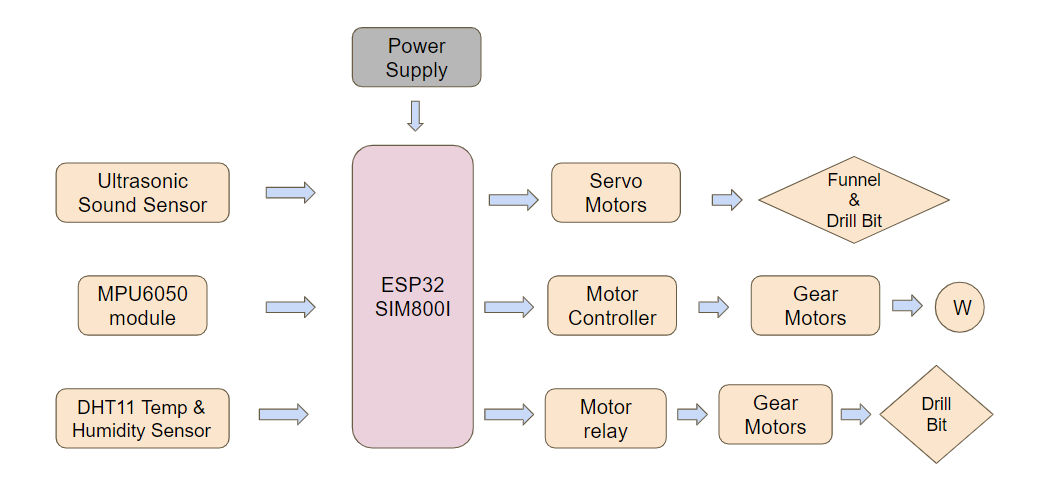 Power
Supply
Ultrasonic
Sound Sensor
Servo
Motors
Funnel
&
Drill Bit
MPU6050
module
ESP32
SIM800l
Motor
Controller
Gear
Motors
W
DHT11 Temp &
Humidity Sensor
Motor
relay
Gear
Motors
Drill
Bit